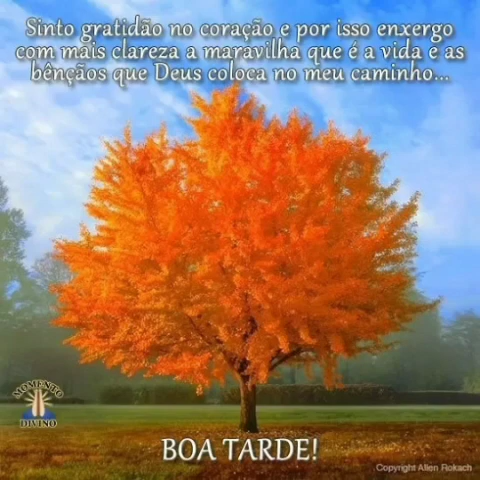 Sinto gratidão no coração e por isso enxergo
com mais clareza a maravilha que é a vida e as
bênçãos que Deus coloca no meu caminho...
MOMENTO
DIVINO
BOA TARDE!
Copyright Allen Rokach